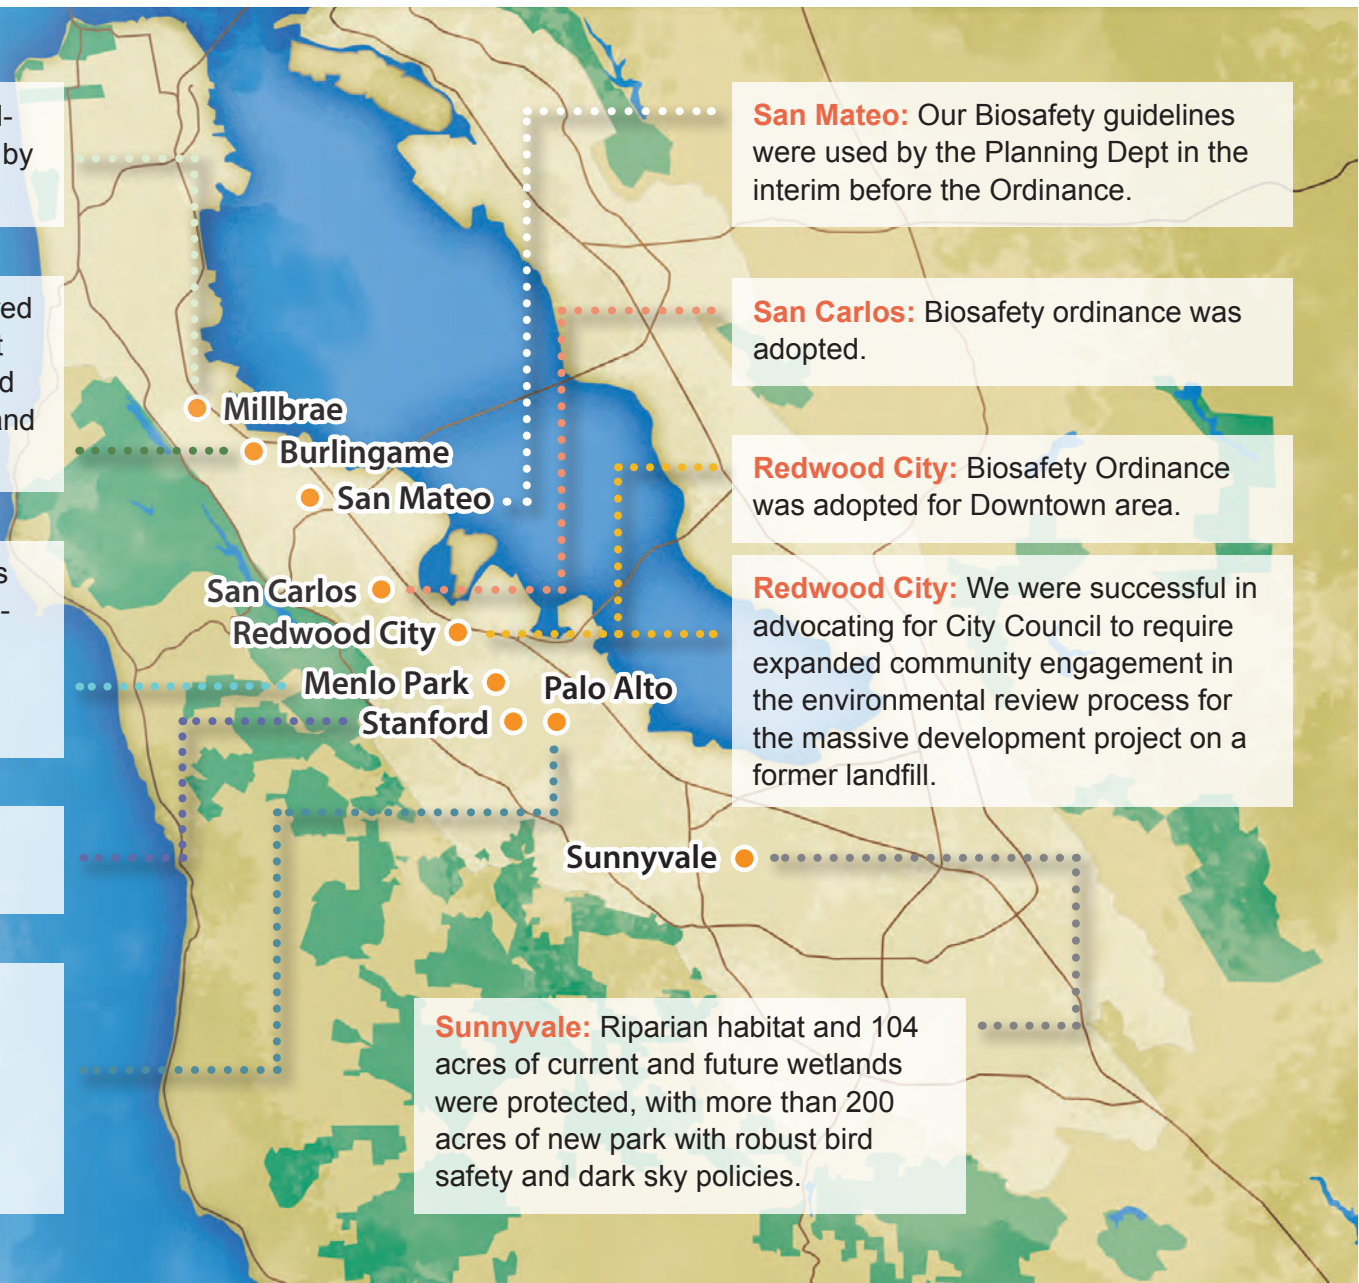 l-
by
ed
t
d
and
s
-
San Mateo: Our Biosafety guidelines
were used by the Planning Dept in the
interim before the Ordinance.
San Carlos: Biosafety ordinance was
adopted.
Redwood City: Biosafety Ordinance
was adopted for Downtown area.
Redwood City: We were successful in
advocating for City Council to require
expanded community engagement in
the environmental review process for
the massive development project on a
former landfill.
Millbrae
Burlingame
San Mateo
San Carlos
Redwood City
Menlo Park
Palo Alto
Stanford
Sunnyvale
Sunnyvale: Riparian habitat and 104
acres of current and future wetlands
were protected, with more than 200
acres of new park with robust bird
safety and dark sky policies.